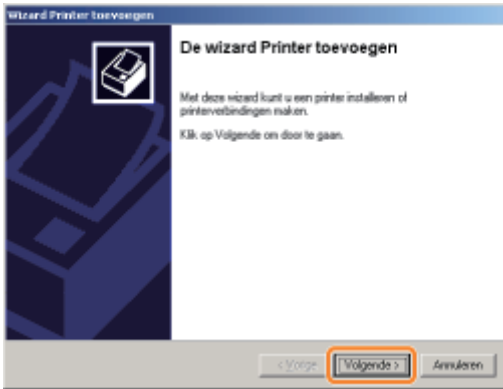 Wizard Printer toevoegen
De wizard Printer toevoegen
Met deze wizard kunt u een printer installeren of
printerverbindingen maken.
Klik op Volgende om door te gaan.
< Vorige Volgende > Annuleren